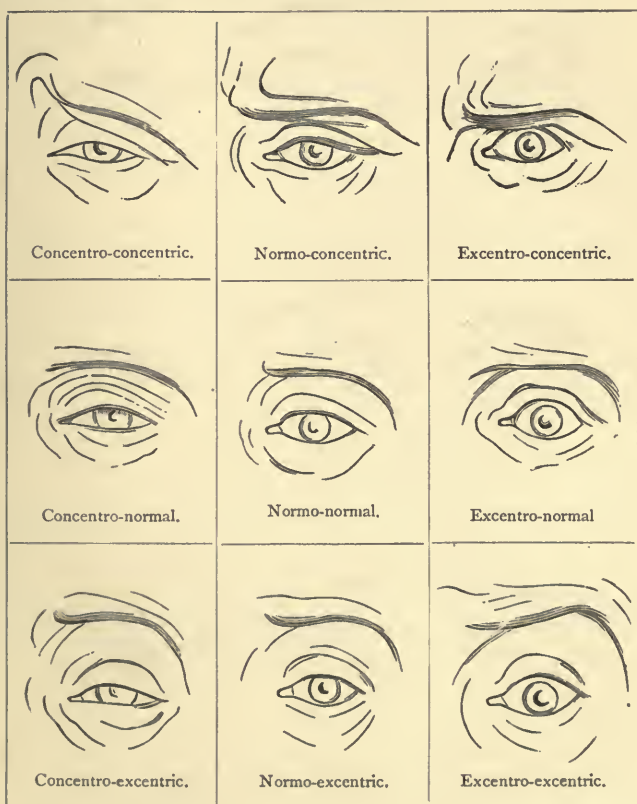 Concentro-concentric.
Normo-concentric.
Excentro-concentric.
Concentro-normal.
Normo-normal.
Excentro-normal
Concentro-excentric.
Normo-excentric.
Excentro-excentric.